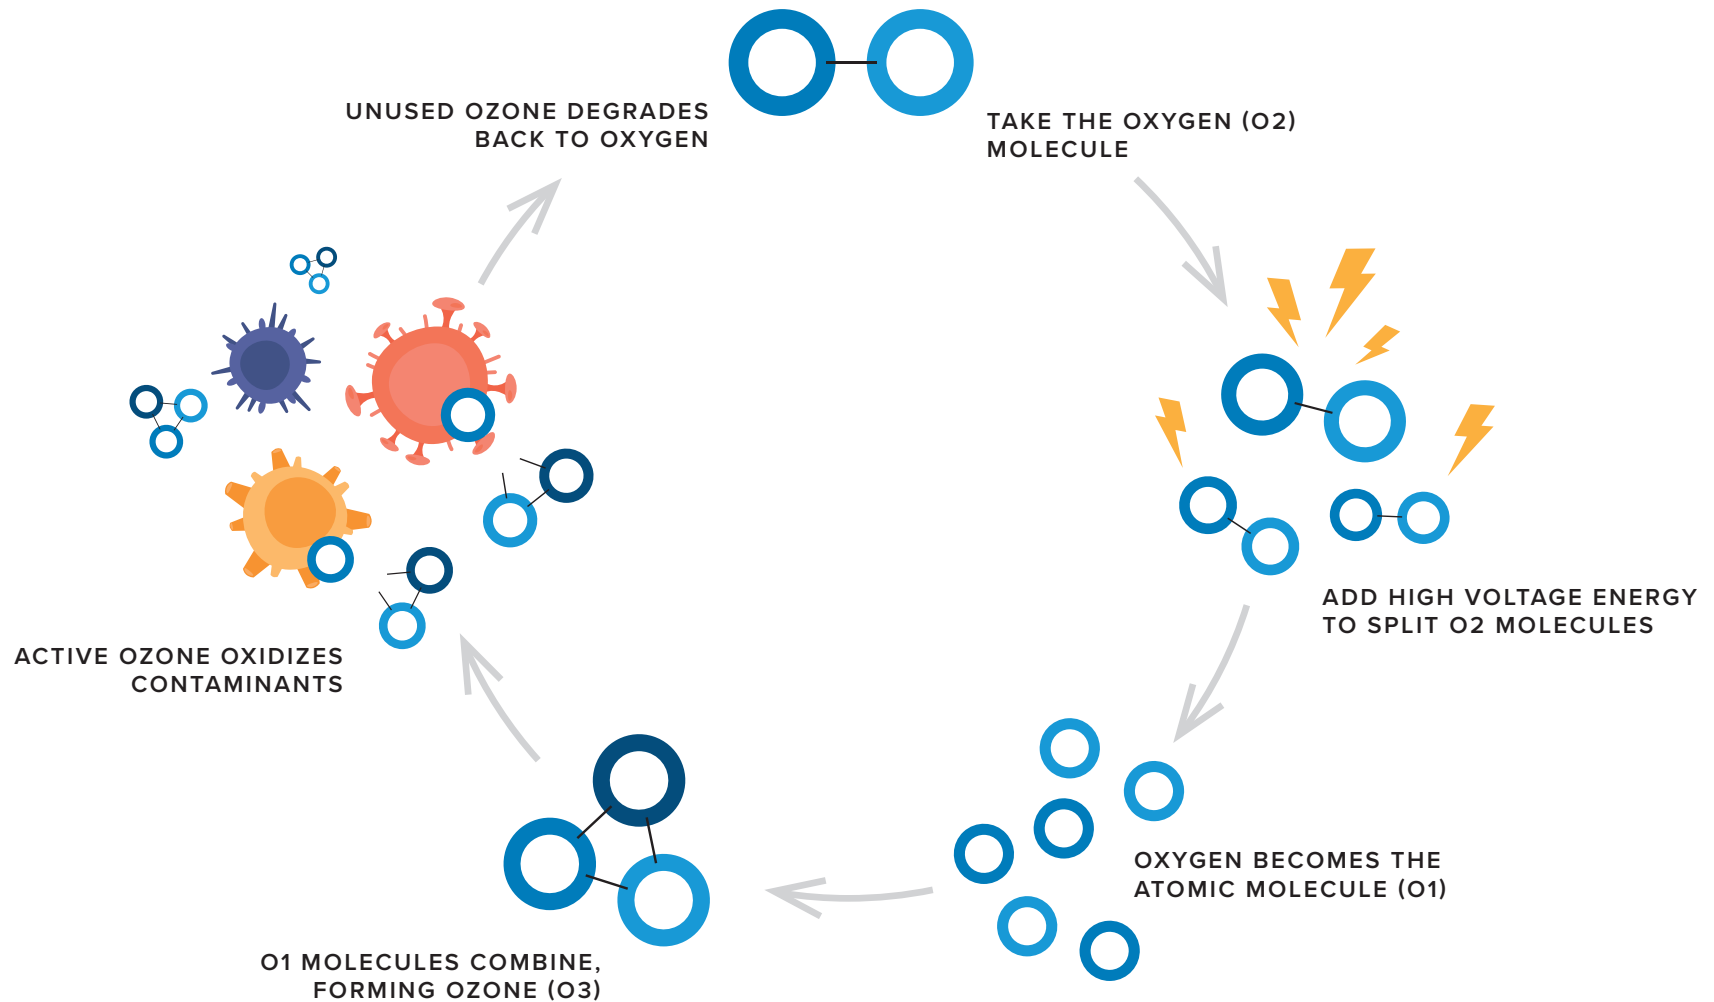 TAKE THE OXYGEN (O2)
MOLECULE
ADD HIGH VOLTAGE ENERGY
TO SPLIT O2 MOLECULES
OXYGEN BECOMES THE
ATOMIC MOLECULE (O1)
O1 MOLECULES COMBINE,
FORMING OZONE (O3)
ACTIVE OZONE OXIDIZES
CONTAMINANTS
UNUSED OZONE DEGRADES
BACK TO OXYGEN